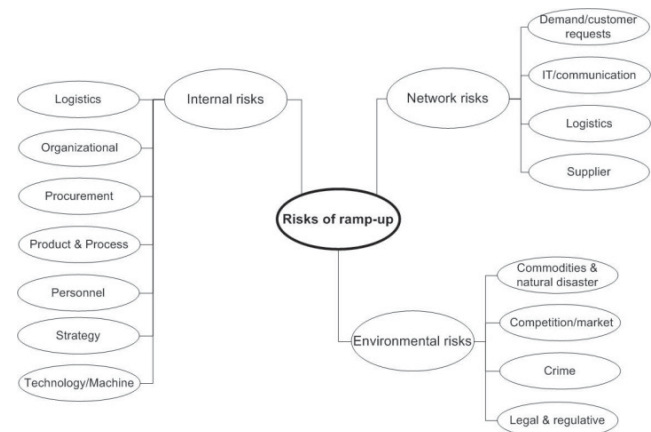 Demand/customer
requests
IT/communication
Logistics
Supplier
Network risks
Internal risks
Logistics
Organizational
Procurement
Product & Process
Personnel
Strategy
Technology/Machine
Risks of ramp-up
Environmental risks
Commodities &
natural disaster
Competition/market
Crime
Legal & regulative